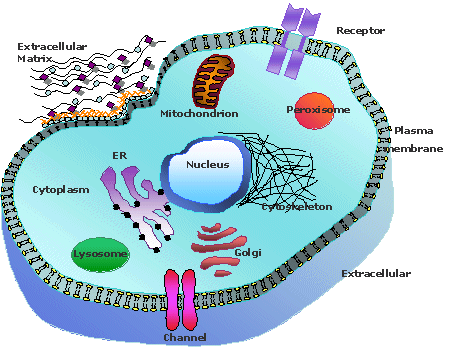 Receptor
Extracellular
Matrix
Mitochondrion
Peroxisome
Plasma
membrane
ER
Nucleus
Cytoplasm
Cytoskeleton
Lysosome
Golgi
Extracellular
Channel